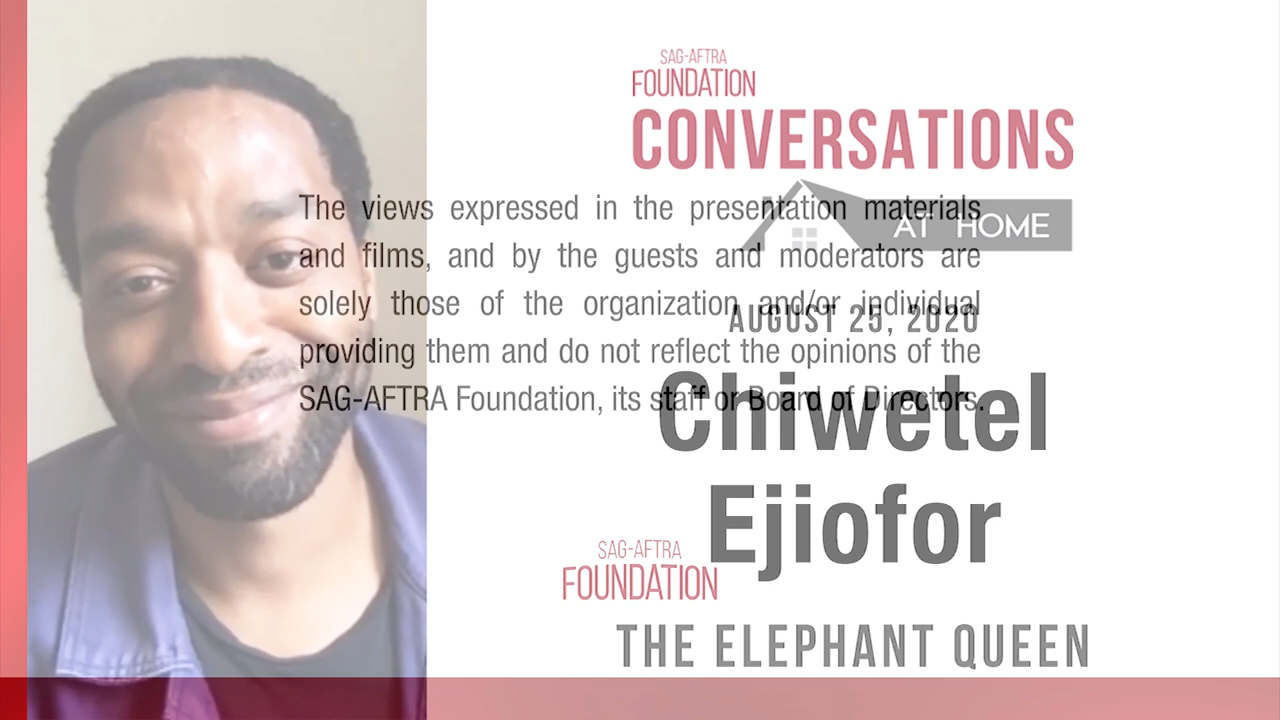 SAG-AFTRA
FOUNDATION
CONVERSATIONS
AT HOME
The views expressed in the presentation materials
and films, and by the guests and moderators are
solely those of the organization and/or individual
providing them and do not reflect the opinions of the
SAG-AFTRA Foundation, its staff or Board of Directors.
AUGUST 25, 2020
Chiwetel
Ejiofor
SAG-AFTRA
FOUNDATION
THE ELEPHANT QUEEN